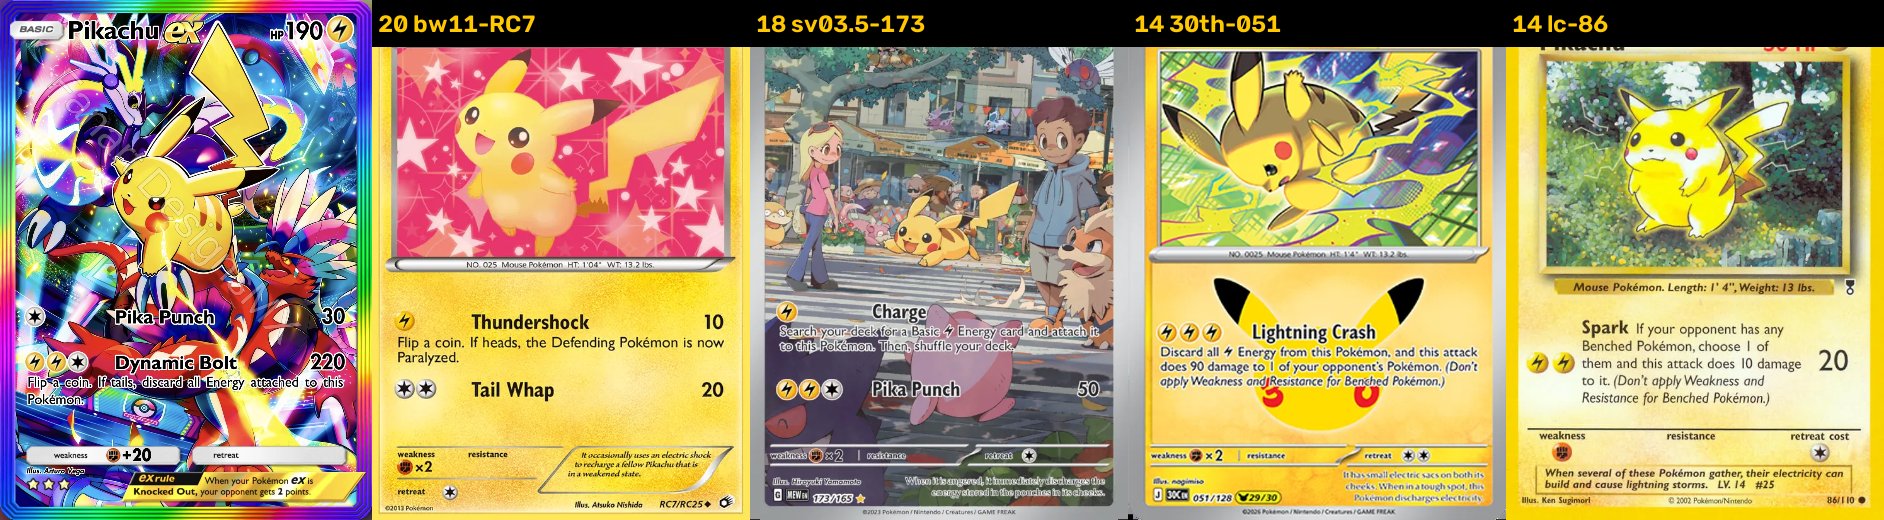 BASIC Pikachu ex HP 190
Desig
Pika Punch 30
Dynamic Bolt 220
Flip a coin. If tails, discard all Energy attached to this
Pokémon.
weakness +20 retreat
Illus. Arturo Vega
ex rule When your Pokémon ex is
Knocked Out, your opponent gets 2 points.
20 bw11-RC7
NO. 025 Mouse Pokémon HT: 1'04" WT: 13.2 lbs.
Thundershock 10
Flip a coin. If heads, the Defending Pokémon is now
Paralyzed.
Tail Whap 20
weakness resistance
×2
retreat
It occasionally uses an electric shock
to recharge a fellow Pikachu that is
in a weakened state.
Illus. Atsuko Nishida RC7/RC25
©2013 Pokémon
18 sv03.5-173
Charge
Search your deck for a Basic Energy card and attach it
to this Pokémon. Then, shuffle your deck.
Pika Punch 50
weakness ×2 resistance retreat
Illus. Hiroyuki Yamamoto
G MEW EN 173/165
When it is angered, it immediately discharges the
energy stored in the pouches in its cheeks.
©2023 Pokémon / Nintendo / Creatures / GAME FREAK
14 30th-051
NO. 0025 Mouse Pokémon HT: 1'4" WT: 13.2 lbs.
Lightning Crash
Discard all Energy from this Pokémon, and this attack
does 90 damage to 1 of your opponent's Pokémon. (Don't
apply Weakness and Resistance for Benched Pokémon.)
weakness ×2 resistance retreat
Illus. nagimiso
J 30C EN 051/128 29/30
It has small electric sacs on both its
cheeks. When in a tough spot, this
Pokémon discharges electricity.
©2026 Pokémon / Nintendo / Creatures / GAME FREAK
14 lc-86
Mouse Pokémon. Length: 1' 4", Weight: 13 lbs.
Spark If your opponent has any
Benched Pokémon, choose 1 of
them and this attack does 10 damage
to it. (Don't apply Weakness and
Resistance for Benched Pokémon.)
20
weakness resistance retreat cost
When several of these Pokémon gather, their electricity can
build and cause lightning storms. LV. 14 #25
Illus. Ken Sugimori © 2002 Pokémon/Nintendo 86/110